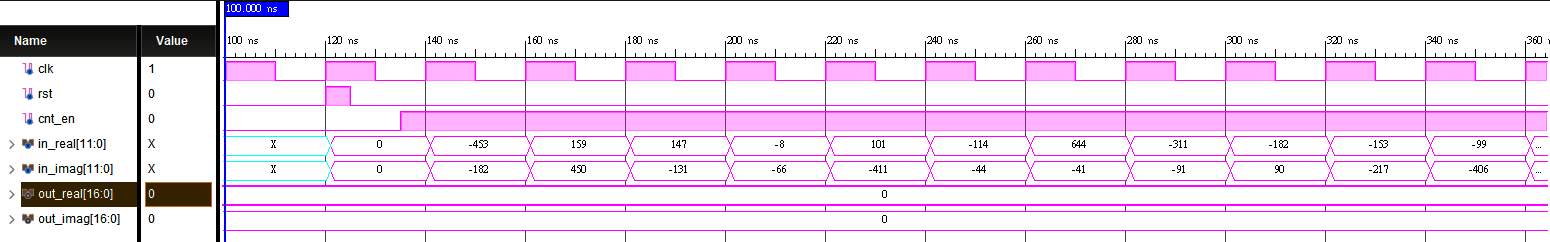 100.000 ns
Name Value 100 ns 120 ns 140 ns 160 ns 180 ns 200 ns 220 ns 240 ns 260 ns 280 ns 300 ns 320 ns 340 ns 360
clk 1
rst 0
cnt_en 0
in_real[11:0] X X 0 -453 159 147 -8 101 -114 644 -311 -182 -153 -99 ...
in_imag[11:0] X X 0 -182 450 -131 -66 -411 -44 -41 -91 90 -217 -406 ...
out_real[16:0] 0 0
out_imag[16:0] 0 0